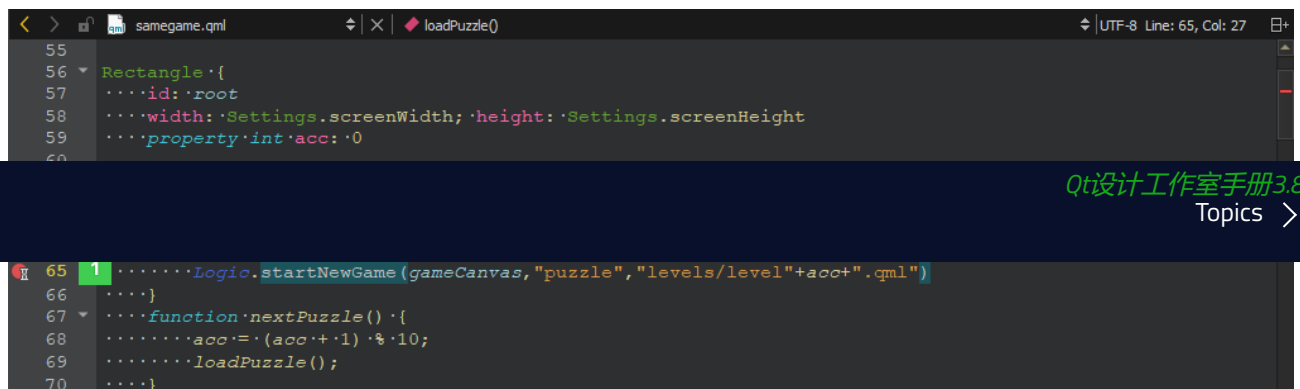 samegame.qml loadPuzzle() UTF-8 Line: 65, Col: 27
55
56 Rectangle·{
57 ····id:·root
58 ····width:·Settings.screenWidth;·height:·Settings.screenHeight
59 ····property·int·acc:·0
60
Qt设计工作室手册3.8
Topics
65 1 ·······Logic.startNewGame(gameCanvas,"puzzle","levels/level"+acc+".qml")
66 ····}
67 ····function·nextPuzzle()·{
68 ········acc·=·(acc·+·1)·%·10;
69 ········loadPuzzle();
70 ····}